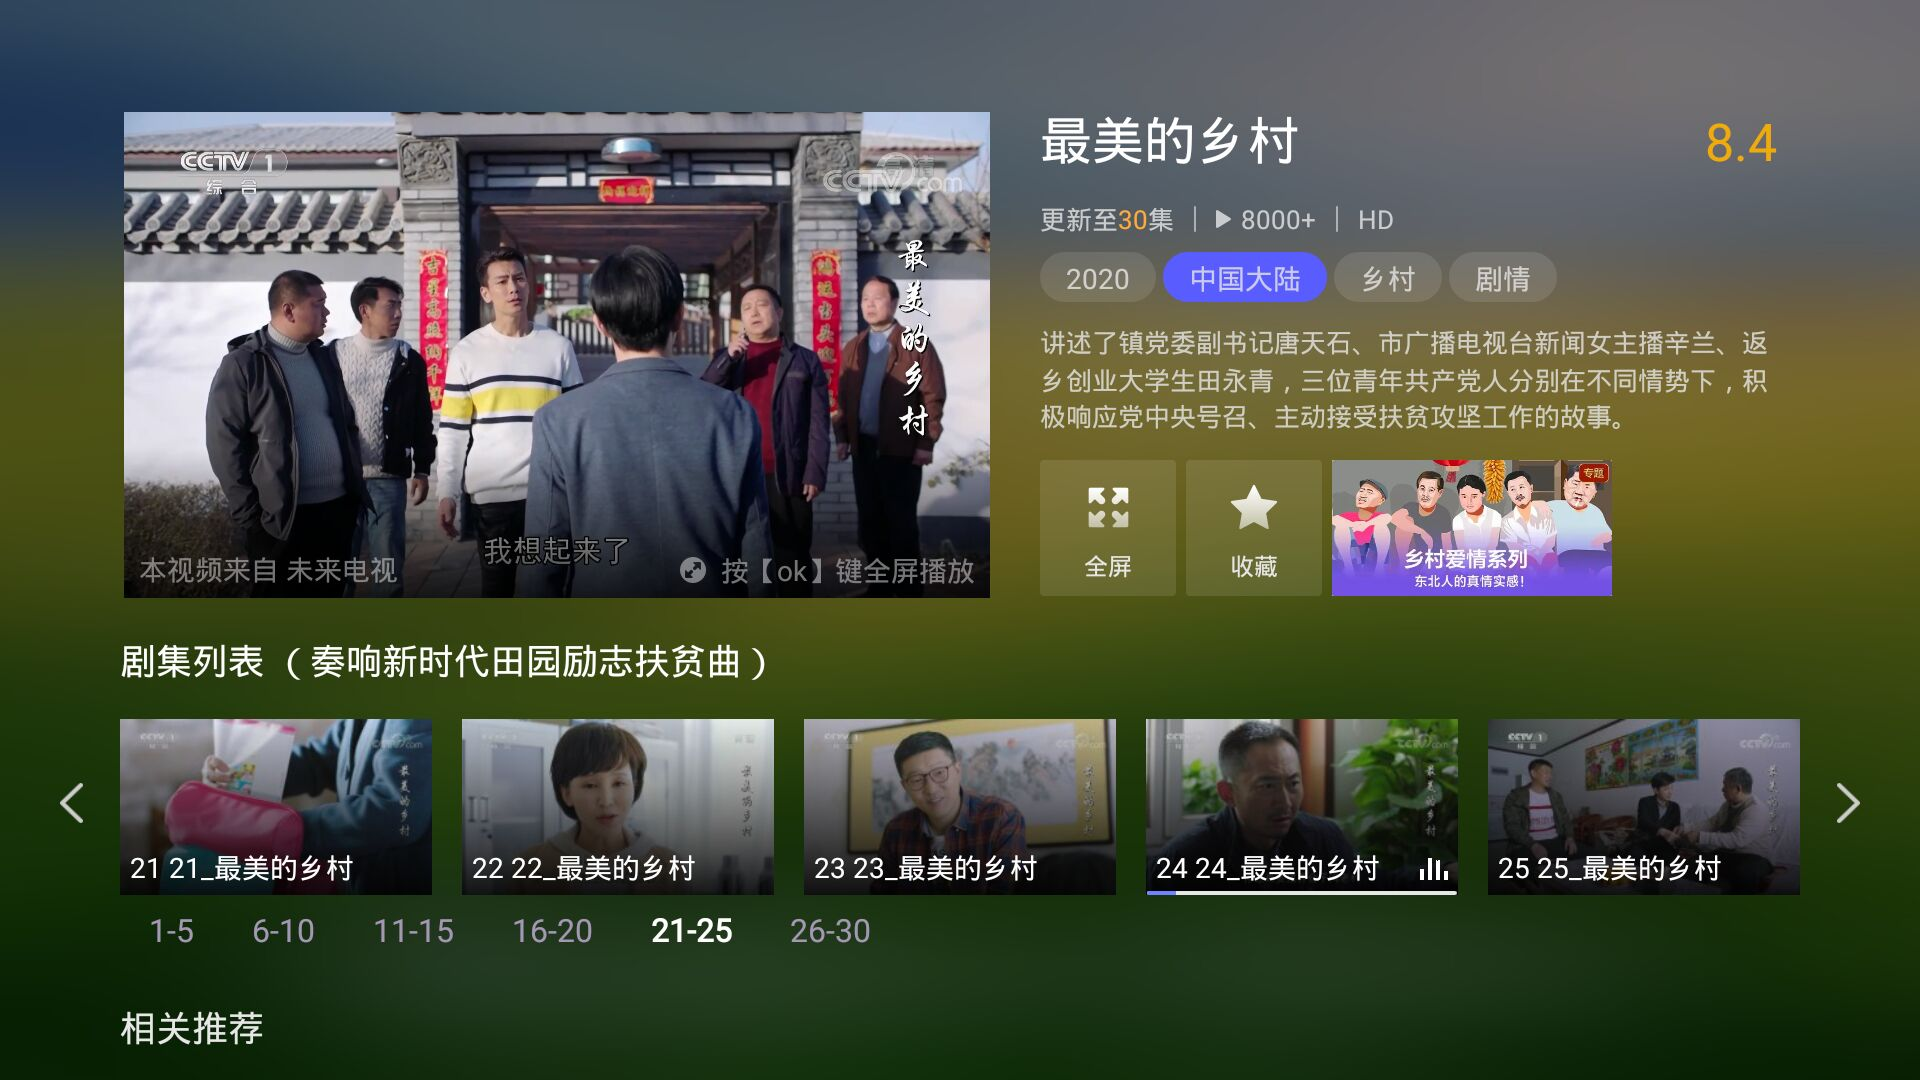 CCTV 1
综合
CCTV.com
最美的乡村
吉星高照
鸿运当头
我想起来了
本视频来自 未来电视
按【ok】键全屏播放
最美的乡村
8.4
更新至30集
8000+
HD
2020
中国大陆
乡村
剧情
讲述了镇党委副书记唐天石、市广播电视台新闻女主播辛兰、返
乡创业大学生田永青，三位青年共产党人分别在不同情势下，积
极响应党中央号召、主动接受扶贫攻坚工作的故事。
全屏
收藏
专题
乡村爱情系列
东北人的真情实感!
剧集列表（奏响新时代田园励志扶贫曲）
21 21_最美的乡村
22 22_最美的乡村
23 23_最美的乡村
24 24_最美的乡村
25 25_最美的乡村
1-5
6-10
11-15
16-20
21-25
26-30
相关推荐